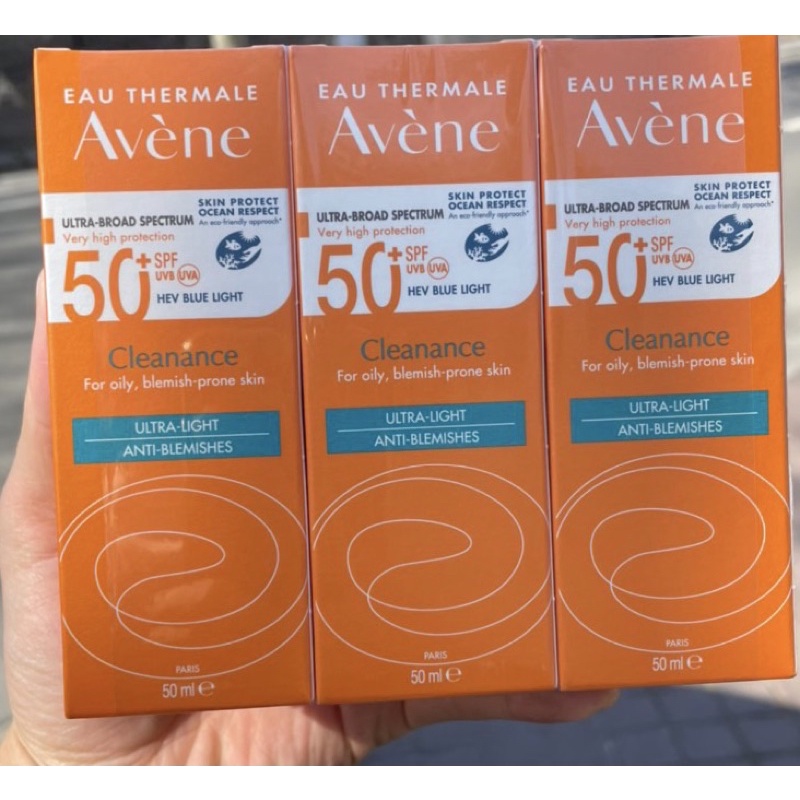 EAU THERMALE
Avène
SKIN PROTECT
OCEAN RESPECT
An eco-friendly approach*
ULTRA-BROAD SPECTRUM
Very high protection
50+ SPF
UVB UVA
HEV BLUE LIGHT
Cleanance
For oily, blemish-prone skin
ULTRA-LIGHT
ANTI-BLEMISHES
PARIS
50 ml e
EAU THERMALE
Avène
SKIN PROTECT
OCEAN RESPECT
An eco-friendly approach*
ULTRA-BROAD SPECTRUM
Very high protection
50+ SPF
UVB UVA
HEV BLUE LIGHT
Cleanance
For oily, blemish-prone skin
ULTRA-LIGHT
ANTI-BLEMISHES
PARIS
50 ml e
EAU THERMALE
Avène
SKIN PROTECT
OCEAN RESPECT
An eco-friendly approach*
ULTRA-BROAD SPECTRUM
Very high protection
50+ SPF
UVB UVA
HEV BLUE LIGHT
Cleanance
For oily, blemish-prone skin
ULTRA-LIGHT
ANTI-BLEMISHES
PARIS
50 ml e